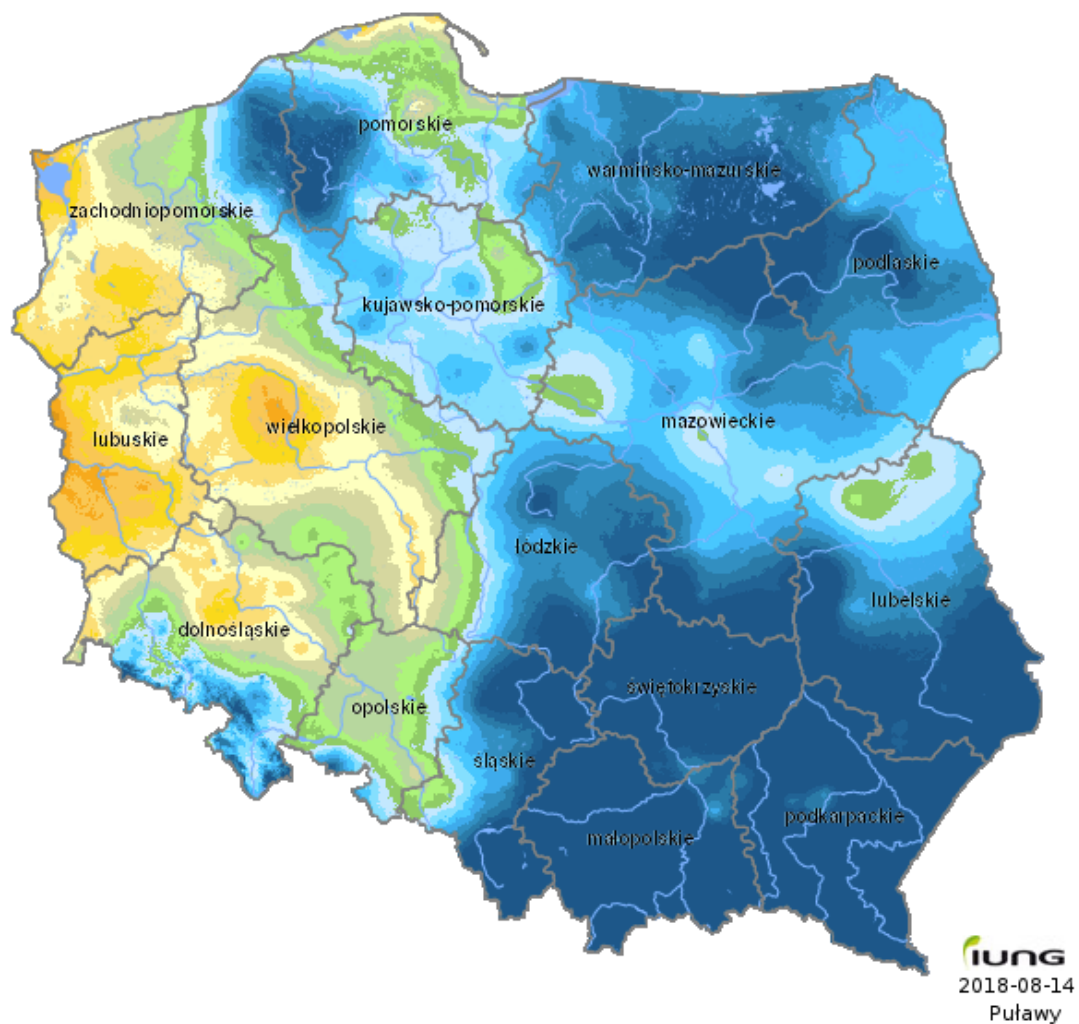 pomorskie
warmińsko-mazurskie
zachodniopomorskie
podlaskie
kujawsko-pomorskie
mazowieckie
wielkopolskie
lubuskie
łódzkie
lubelskie
dolnośląskie
świętokrzyskie
opolskie
śląskie
podkarpackie
małopolskie
iUNG
2018-08-14
Puławy